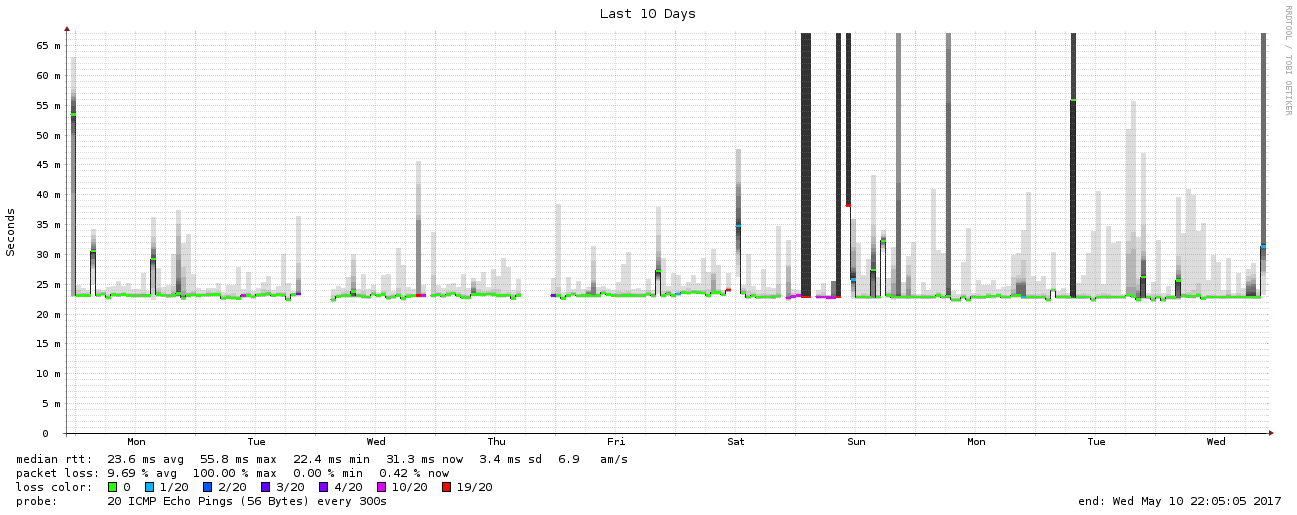 Last 10 Days
RRDTOOL / TOBI OETIKER
Seconds
65 m
60 m
55 m
50 m
45 m
40 m
35 m
30 m
25 m
20 m
15 m
10 m
5 m
0
Mon Tue Wed Thu Fri Sat Sun Mon Tue Wed
median rtt: 23.6 ms avg 55.8 ms max 22.4 ms min 31.3 ms now 3.4 ms sd 6.9 am/s
packet loss: 9.69 % avg 100.00 % max 0.00 % min 0.42 % now
loss color: 0 1/20 2/20 3/20 4/20 10/20 19/20
probe: 20 ICMP Echo Pings (56 Bytes) every 300s end: Wed May 10 22:05:05 2017